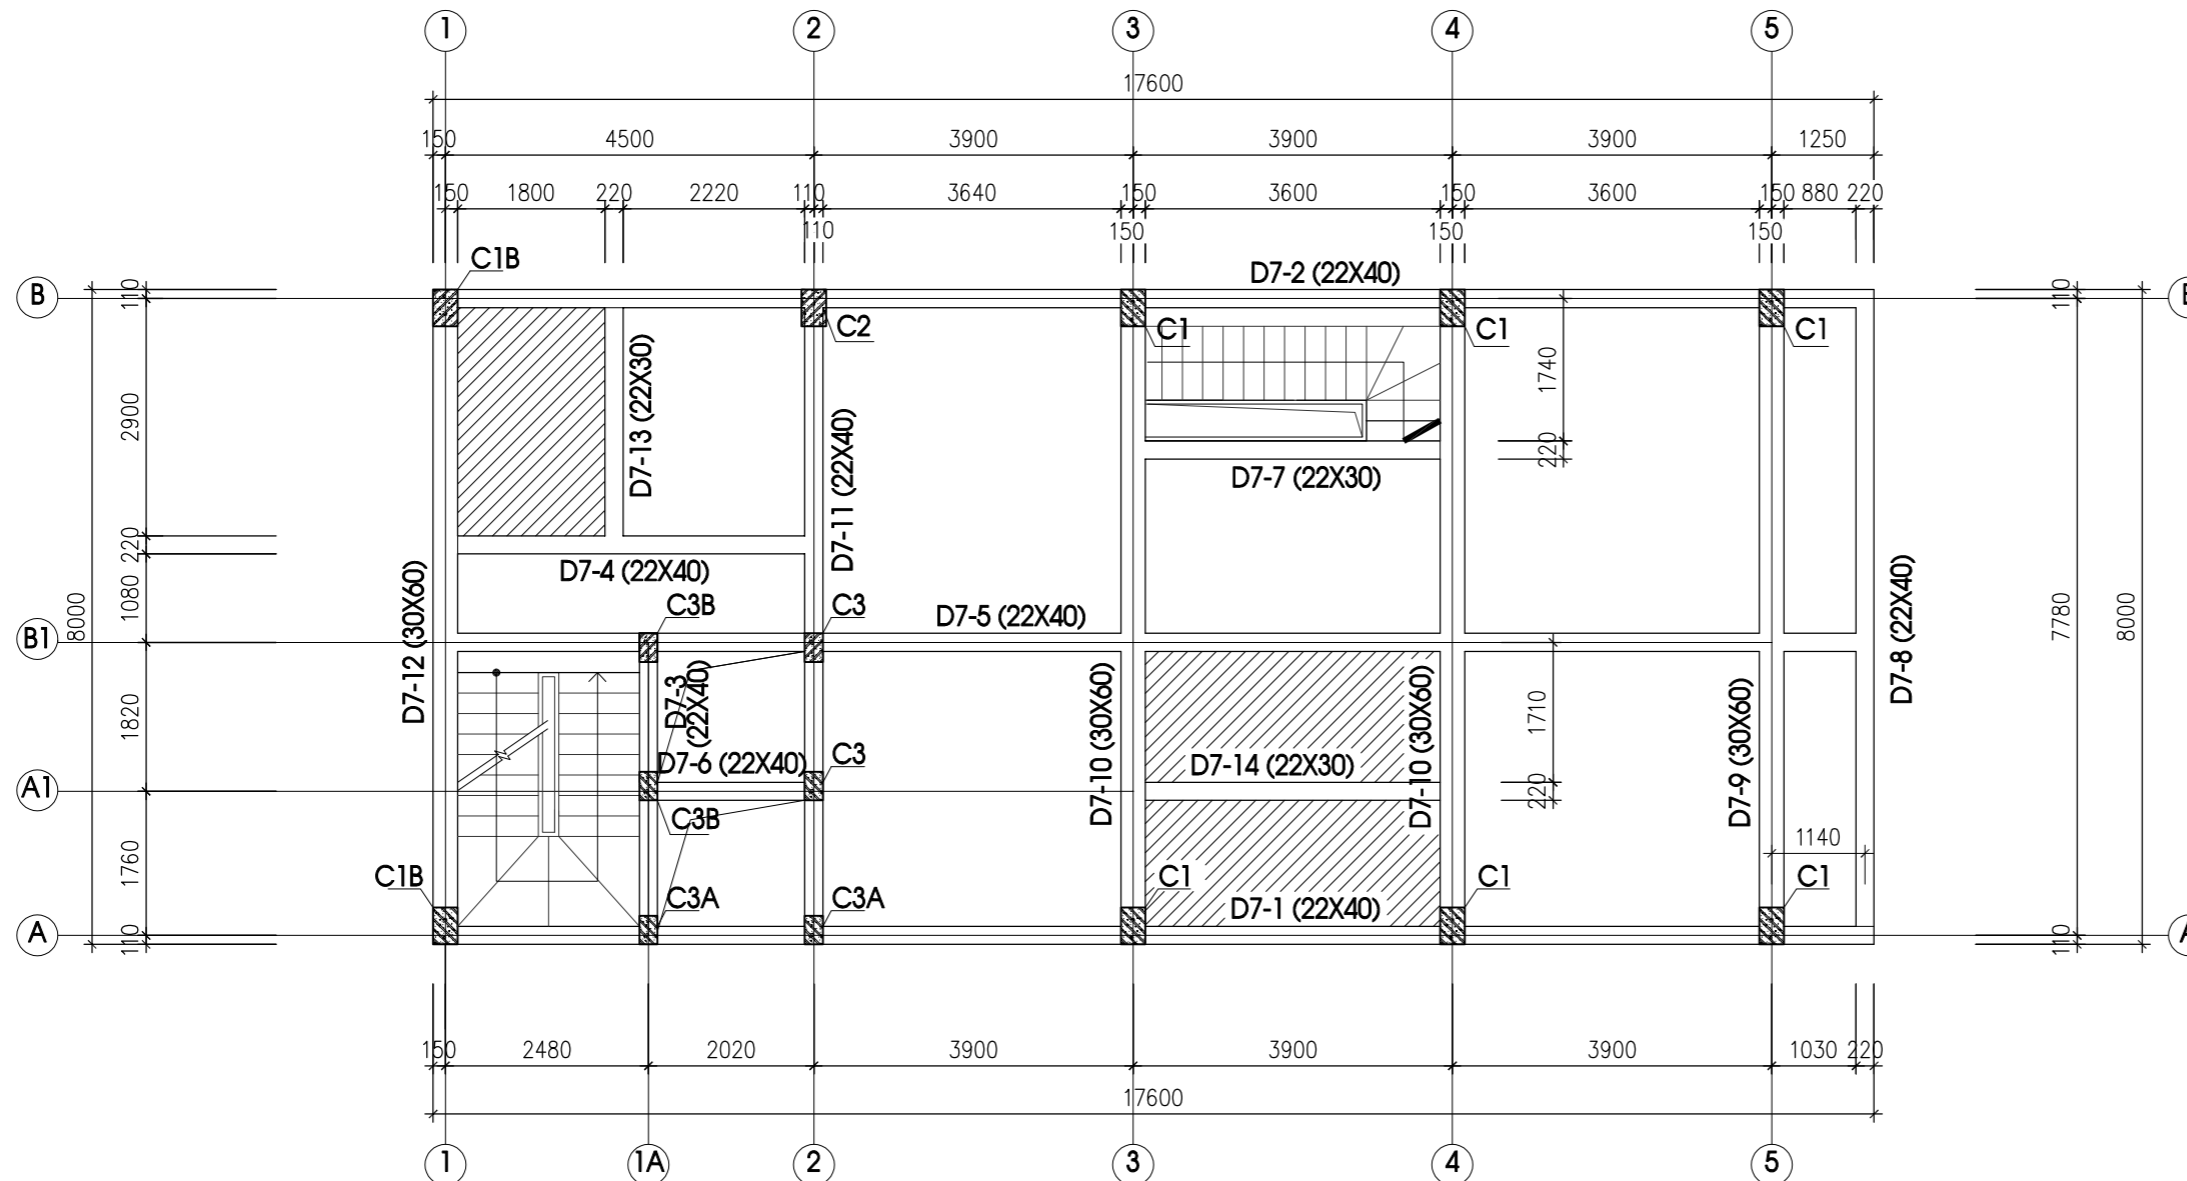 1 2 3 4 5
17600
150 4500 3900 3900 3900 1250
150 1800 220 2220 110 3640 150 3600 150 3600 150 880 220
110 150 150 150
C1B
D7-2 (22X40)
B
110
110
C2 C1 C1 C1
D7-13 (22X30)
1740
2900
D7-11 (22X40)
220
D7-7 (22X30)
220
D7-4 (22X40)
1080
8000
D7-12 (30X60)
C3B C3
D7-5 (22X40)
D7-8 (22X40)
7780
8000
B1
D7-3
(22X40)
D7-10 (30X60)
D7-10 (30X60)
D7-9 (30X60)
1820
1710
D7-6 (22X40)
C3
D7-14 (22X30)
A1
220
C3B
1140
1760
C1B C3A C3A C1 C1 C1
D7-1 (22X40)
A
110
110
150 2480 2020 3900 3900 3900 1030 220
17600
1 1A 2 3 4 5